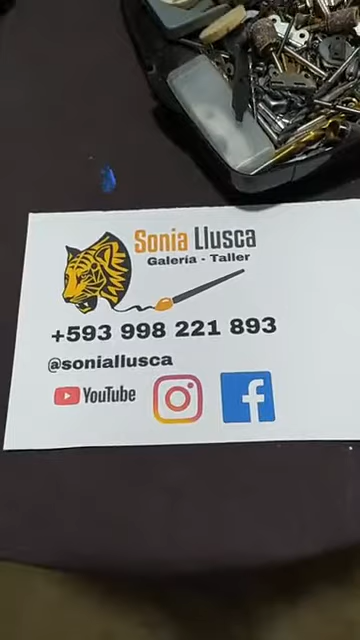 Sonia Llusca
Galería - Taller
+593 998 221 893
@soniallusca
YouTube